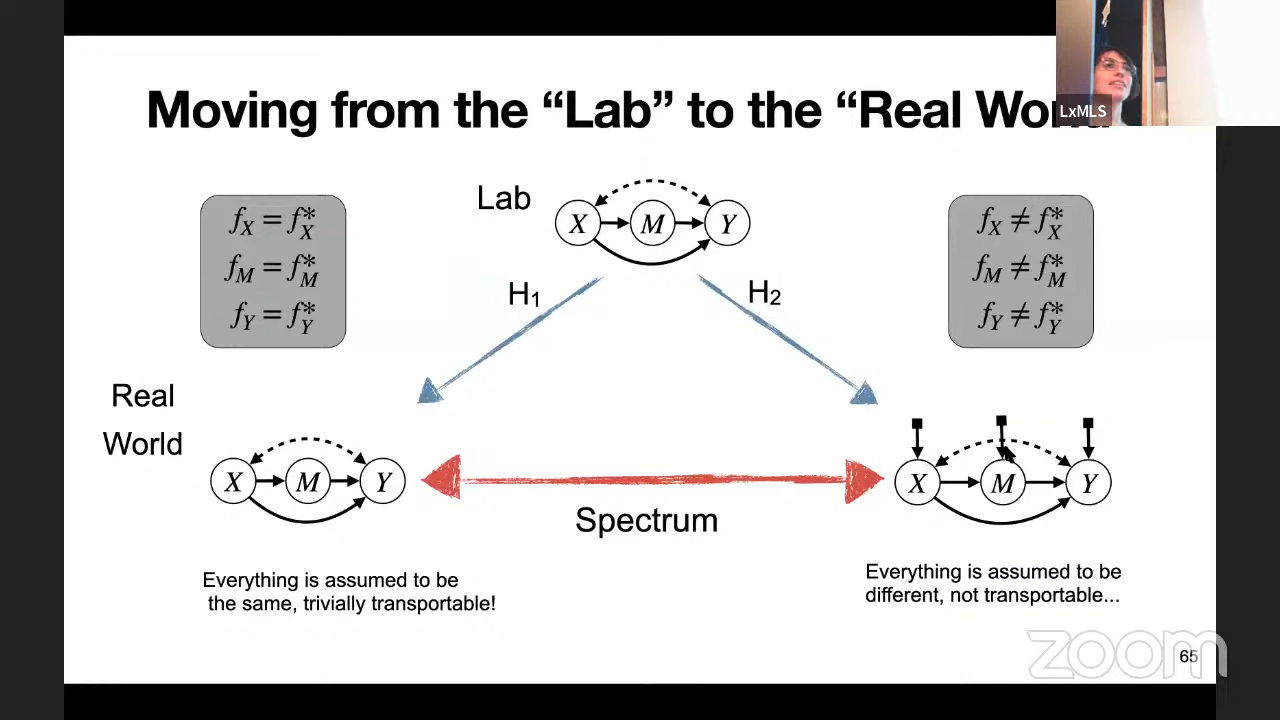 Moving from the “Lab” to the “Real
LxMLS
Lab
X M Y
f_X = f*_X
f_M = f*_M
f_Y = f*_Y
f_X ≠ f*_X
f_M ≠ f*_M
f_Y ≠ f*_Y
H₁
H₂
Real
World
X M Y
X M Y
Spectrum
Everything is assumed to be
the same, trivially transportable!
Everything is assumed to be
different, not transportable...
zoom
65